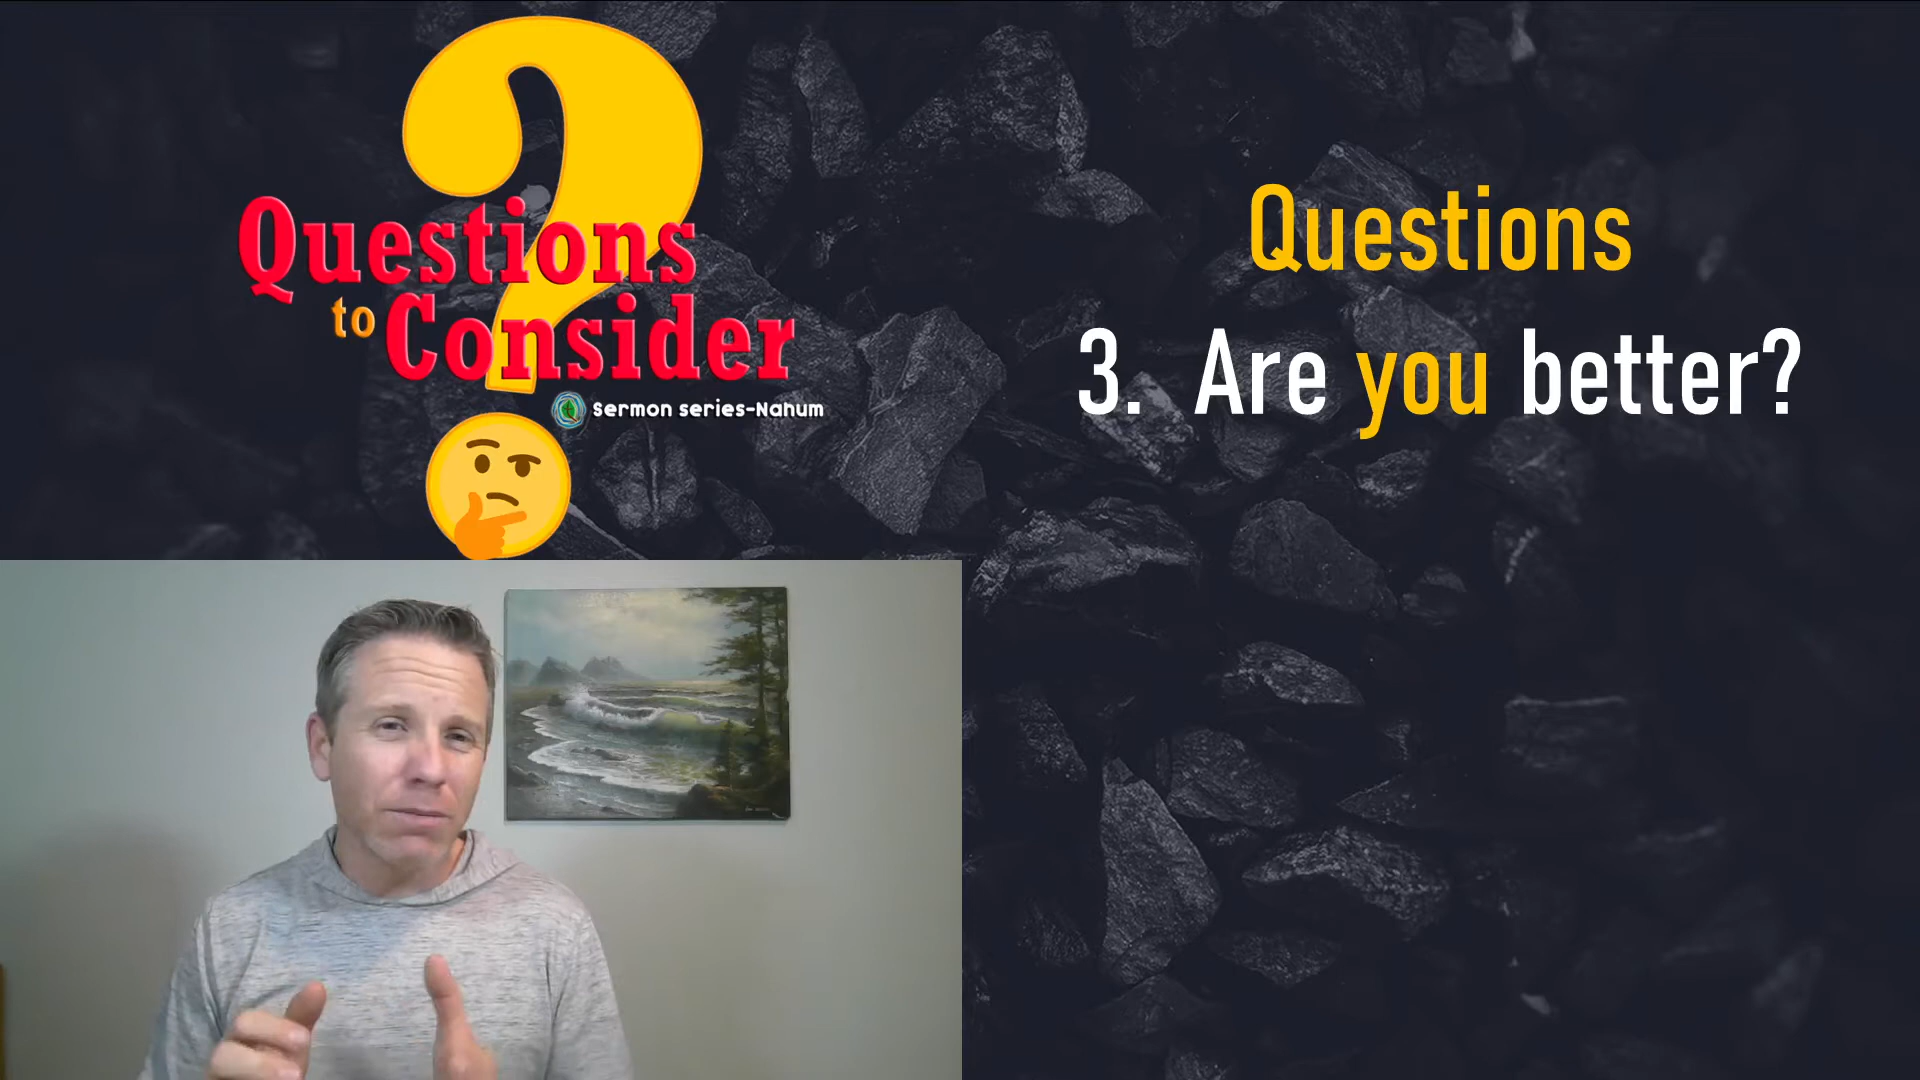 Questions
to Consider
Sermon series-Nahum
Questions
3. Are you better?